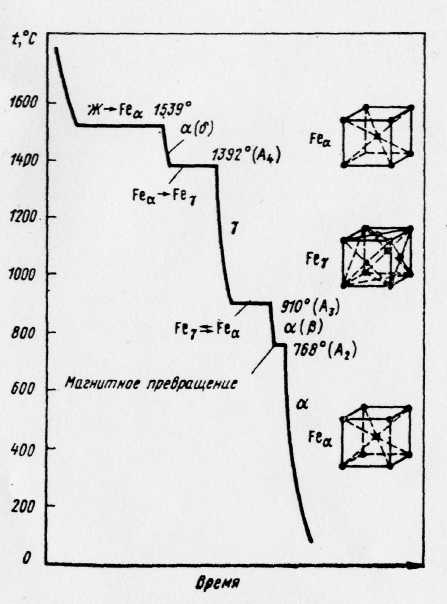 t,°C
1600
1400
1200
1000
800
600
400
200
0
Ж→Feα 1539°
α(σ)
1392°(A4)
Feα→Feγ
γ
910°(A3)
Feγ⇌Feα
α(β)
768°(A2)
Магнитное превращение
α
Feα
Feγ
Feα
Время